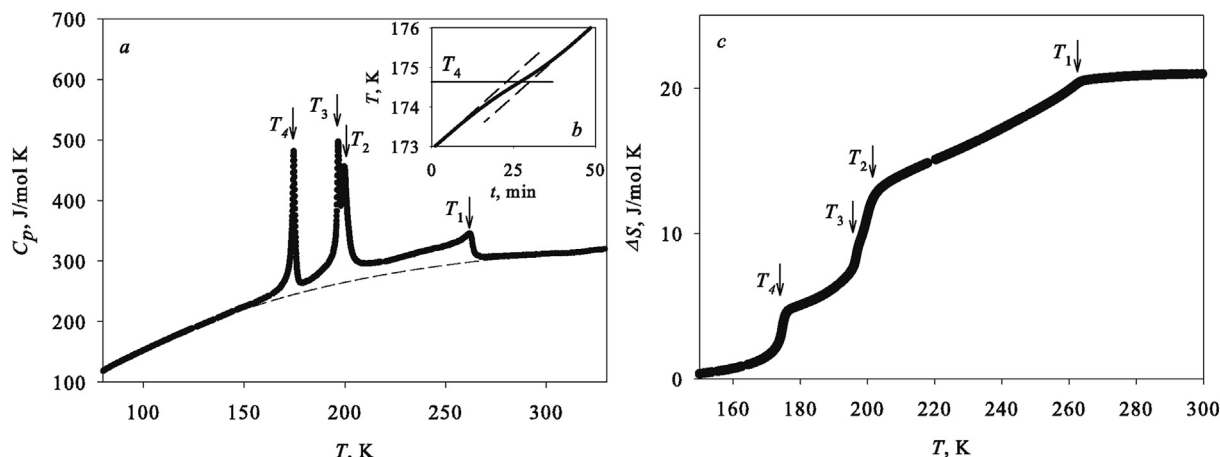 700
600
500
400
300
200
100
C_p, J/mol K
a
T_4
T_3
T_2
T_1
100 150 200 250 300
T, K
176
175
174
173
T, K
T_4
b
1 25 50
t, min
c
20
10
0
ΔS, J/mol K
T_4
T_3
T_2
T_1
160 180 200 220 240 260 280 300
T, K